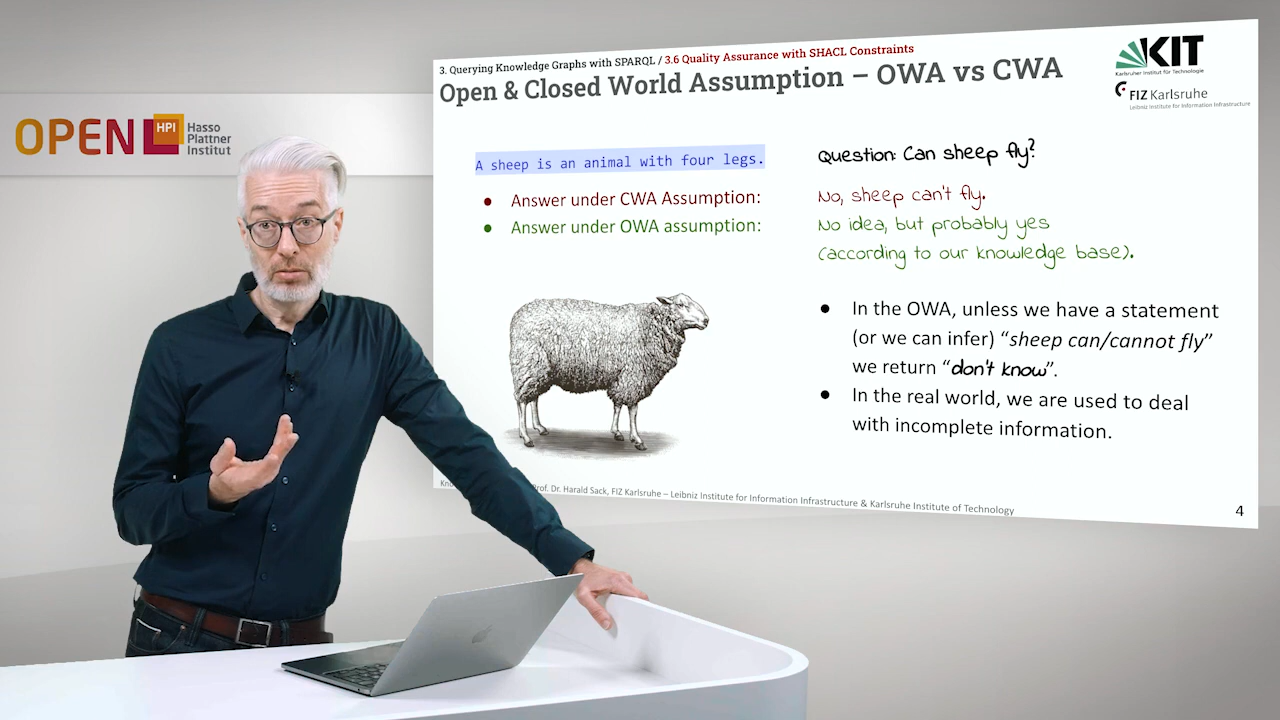 3. Querying Knowledge Graphs with SPARQL / 3.6 Quality Assurance with SHACL Constraints
Open & Closed World Assumption – OWA vs CWA
KIT
Karlsruher Institut für Technologie
FIZ Karlsruhe
Leibniz Institute for Information Infrastructure
OPEN HPI
Hasso
Plattner
Institut
A sheep is an animal with four legs.
Question: Can sheep fly?
• Answer under CWA Assumption:
No, sheep can't fly.
• Answer under OWA assumption:
No idea, but probably yes
(according to our knowledge base).
• In the OWA, unless we have a statement
(or we can infer) “sheep can/cannot fly”
we return “don't know”.
• In the real world, we are used to deal
with incomplete information.
Prof. Dr. Harald Sack, FIZ Karlsruhe – Leibniz Institute for Information Infrastructure & Karlsruhe Institute of Technology
4